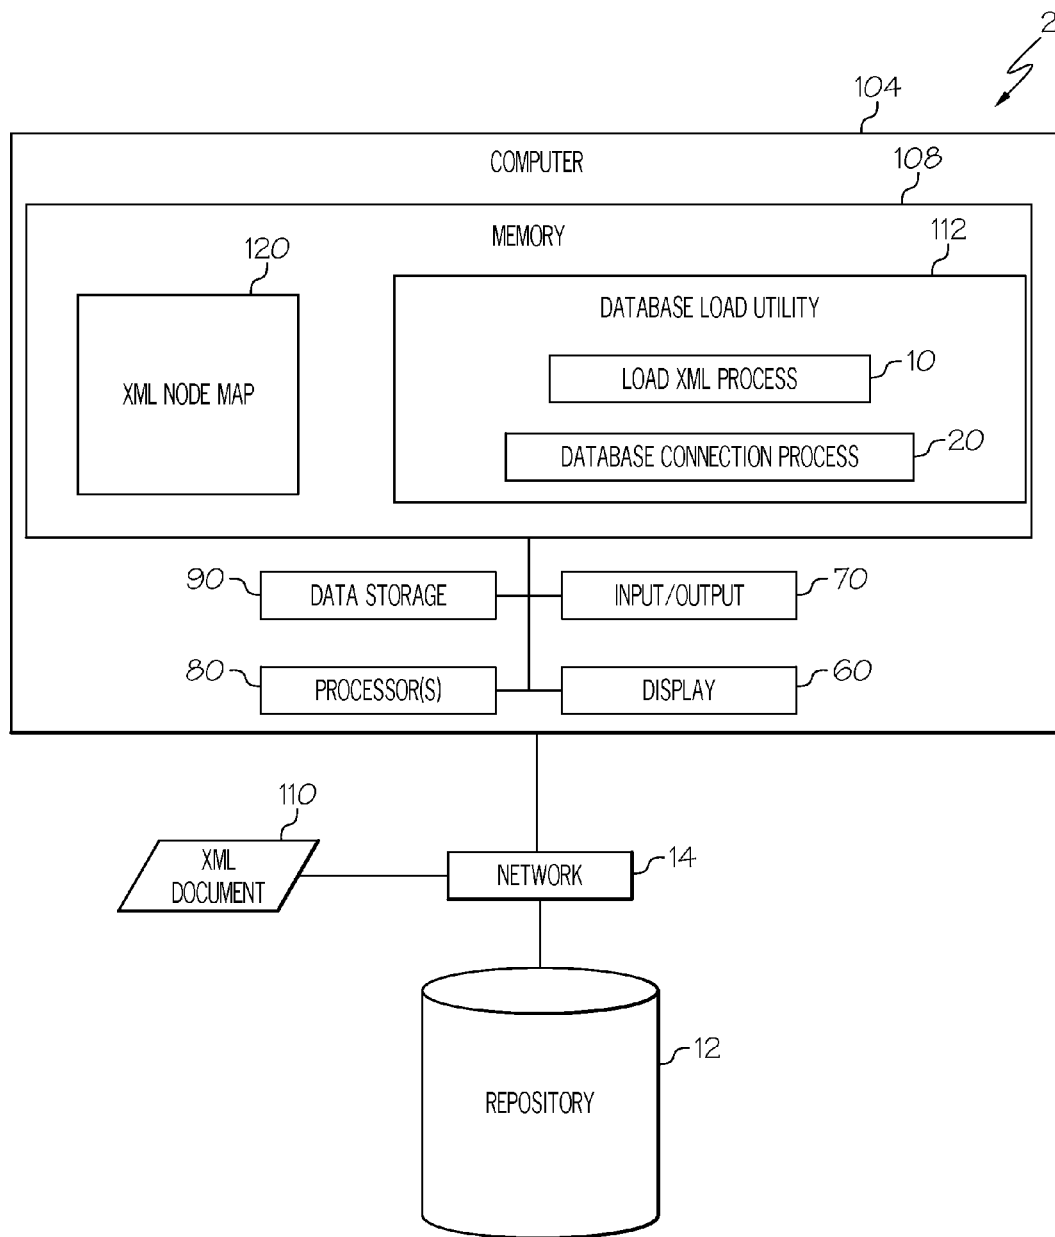 2
104
COMPUTER
108
MEMORY
120
112
XML NODE MAP
DATABASE LOAD UTILITY
LOAD XML PROCESS
10
DATABASE CONNECTION PROCESS
20
90
DATA STORAGE
INPUT/OUTPUT
70
80
PROCESSOR(S)
DISPLAY
60
110
XML
DOCUMENT
NETWORK
14
REPOSITORY
12